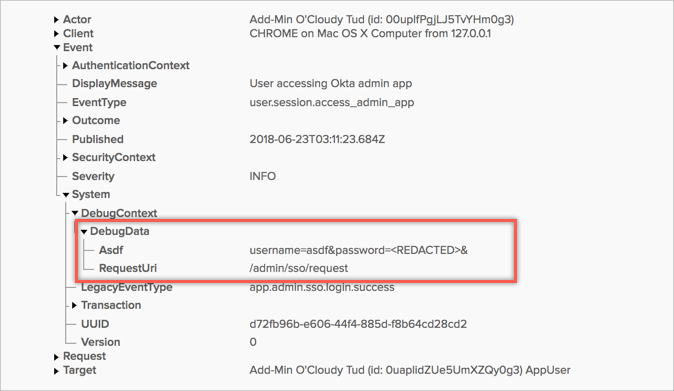 Actor Add-Min O'Cloudy Tud (id: 00uplfPgjLJ5TvYHm0g3)
Client CHROME on Mac OS X Computer from 127.0.0.1
Event
AuthenticationContext
DisplayMessage User accessing Okta admin app
EventType user.session.access_admin_app
Outcome
Published 2018-06-23T03:11:23.684Z
SecurityContext
Severity INFO
System
DebugContext
DebugData
Asdf username=asdf&password=<REDACTED>&
RequestUri /admin/sso/request
LegacyEventType app.admin.sso.login.success
Transaction
UUID d72fb96b-e606-44f4-885d-f8b64cd28cd2
Version 0
Request
Target Add-Min O'Cloudy Tud (id: 0uaplidZUe5UmXZQy0g3) AppUser